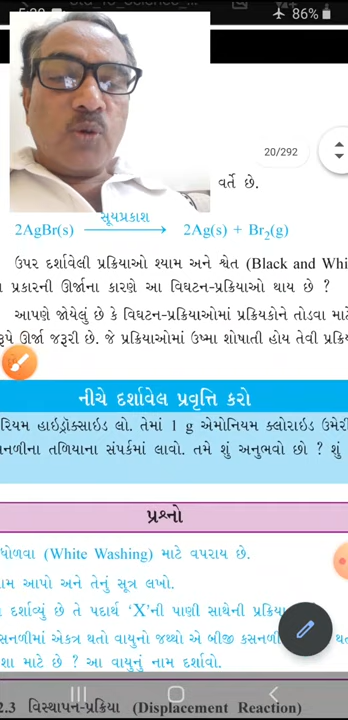 86%
20/292
વર્તે છે.
સૂર્યપ્રકાશ
2AgBr(s) → 2Ag(s) + Br₂(g)
ઉપર દર્શાવેલી પ્રક્રિયાઓ શ્યામ અને શ્વેત (Black and Whi
પ્રકારની ઊર્જાના કારણે આ વિઘટન-પ્રક્રિયાઓ થાય છે ?
આપણે જોયેલું છે કે વિઘટન-પ્રક્રિયાઓમાં પ્રક્રિયકોને તોડવા માટે
રૂપે ઊર્જા જરૂરી છે. જે પ્રક્રિયાઓમાં ઉષ્મા શોષાતી હોય તેવી પ્રક્રિ
નીચે દર્શાવેલ પ્રવૃત્તિ કરો
રિયમ હાઇડ્રૉક્સાઇડ લો. તેમાં 1 g એમોનિયમ ક્લોરાઇડ ઉમેરી
સનળીના તળિયાના સંપર્કમાં લાવો. તમે શું અનુભવો છો ? શું
પ્રશ્નો
ધોળવા (White Washing) માટે વપરાય છે.
ામ આપો અને તેનું સૂત્ર લખો.
દર્શાવ્યું છે તે પદાર્થ ‘X’ની પાણી સાથેની પ્રક્રિયા
સનળીમાં એકત્ર થતો વાયુનો જથ્થો એ બીજી કસનળી
શા માટે છે ? આ વાયુનું નામ દર્શાવો.
2.3 વિસ્થાપન-પ્રક્રિયા (Displacement Reaction)